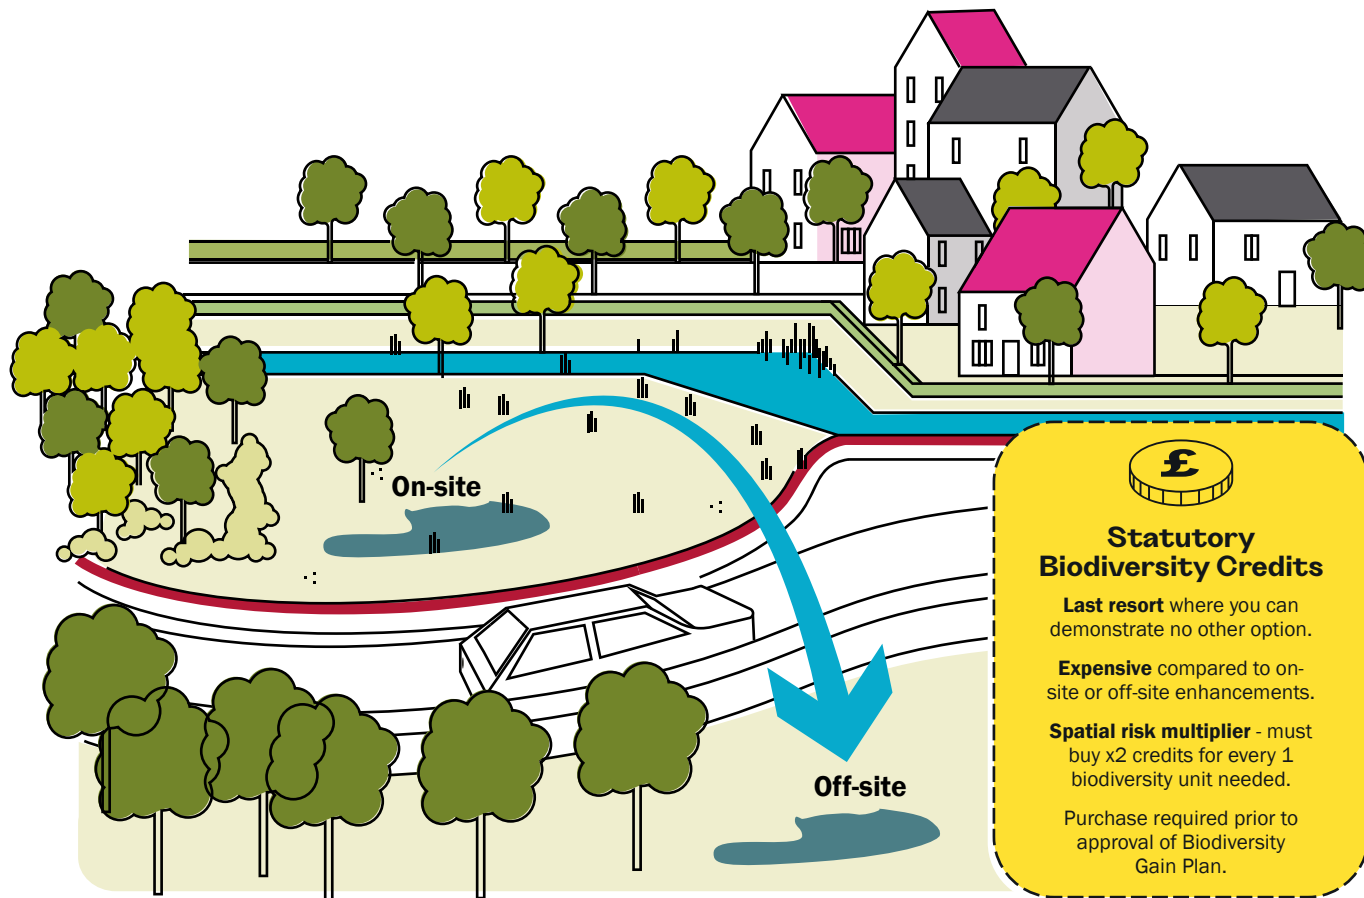 On-site
Off-site
£
Statutory
Biodiversity Credits
Last resort where you can
demonstrate no other option.
Expensive compared to on-
site or off-site enhancements.
Spatial risk multiplier - must
buy x2 credits for every 1
biodiversity unit needed.
Purchase required prior to
approval of Biodiversity
Gain Plan.